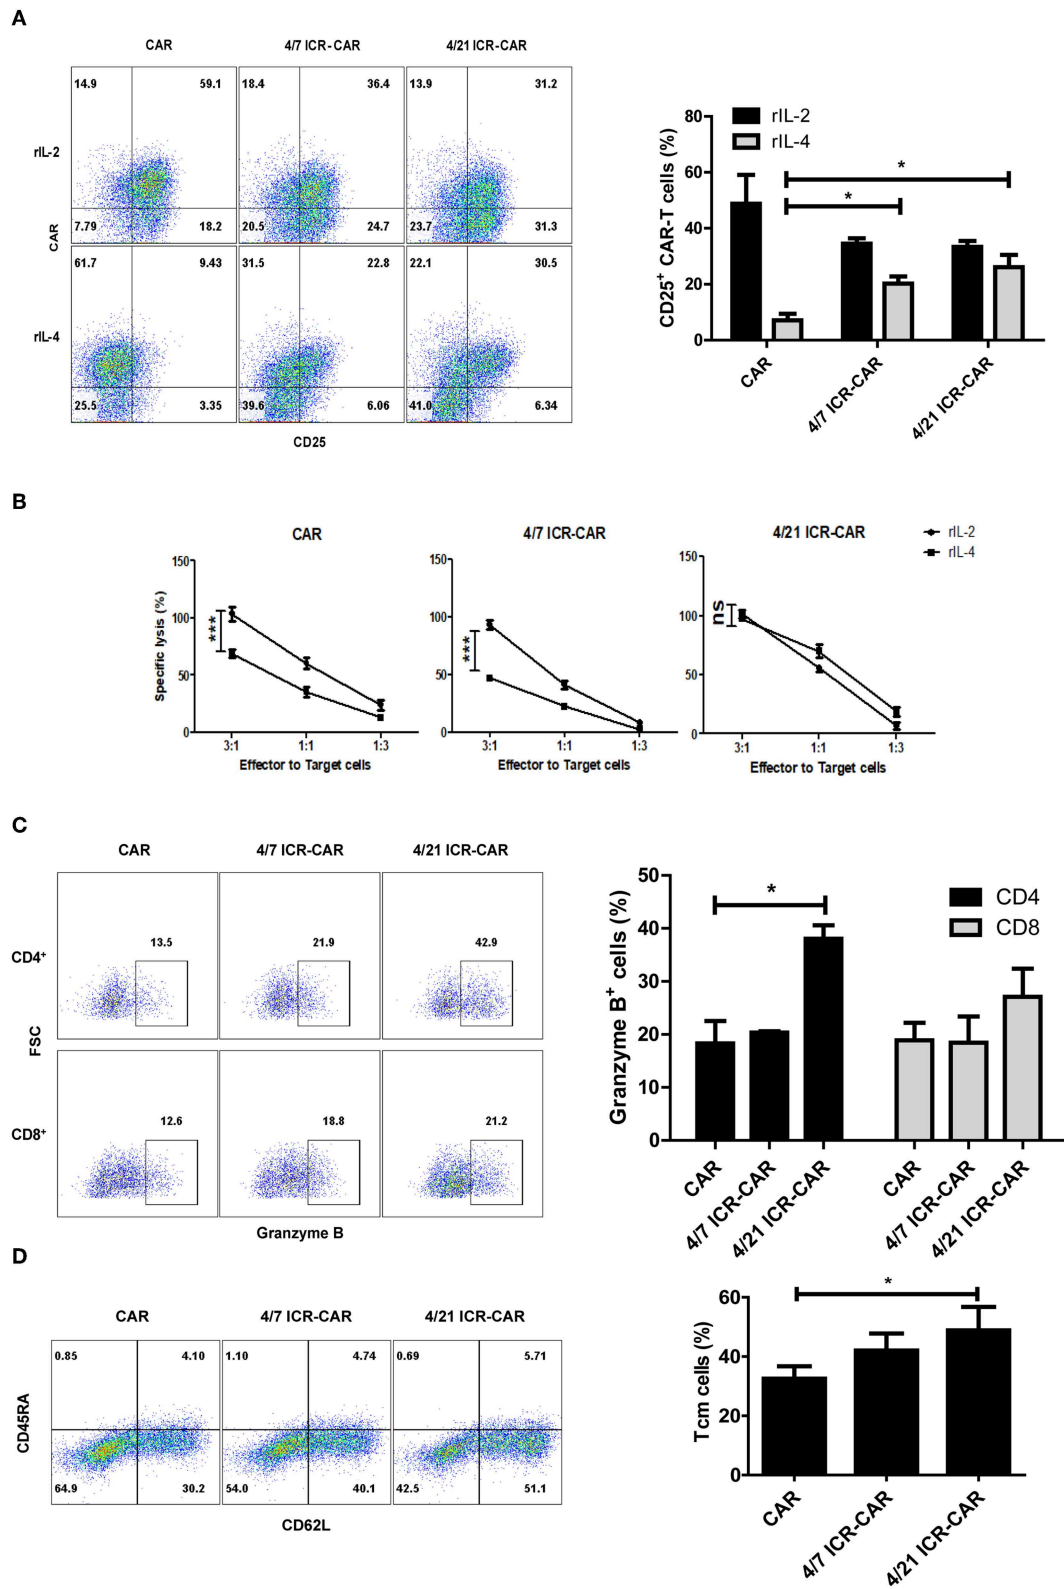 A
CAR 4/7 ICR-CAR 4/21 ICR-CAR
14.9 59.1 18.4 36.4 13.9 31.2
rIL-2
7.79 18.2 20.5 24.7 23.7 31.3
CAR
61.7 9.43 31.5 22.8 22.1 30.5
rIL-4
25.5 3.35 39.6 6.06 41.0 6.34
CD25
rIL-2
rIL-4
CD25+ CAR-T cells (%)
80
60
40
20
0
* *
CAR 4/7 ICR-CAR 4/21 ICR-CAR
B
CAR 4/7 ICR-CAR 4/21 ICR-CAR
rIL-2
rIL-4
Specific lysis (%)
150
100
50
0
***
3:1 1:1 1:3
Effector to Target cells
150
100
50
0
***
3:1 1:1 1:3
Effector to Target cells
150
100
50
0
ns
3:1 1:1 1:3
Effector to Target cells
C
CAR 4/7 ICR-CAR 4/21 ICR-CAR
CD4+
13.5 21.9 42.9
FSC
CD8+
12.6 18.8 21.2
Granzyme B
Granzyme B+ cells (%)
50
40
30
20
10
0
*
CD4
CD8
CAR 4/7 ICR-CAR 4/21 ICR-CAR CAR 4/7 ICR-CAR 4/21 ICR-CAR
D
CAR 4/7 ICR-CAR 4/21 ICR-CAR
0.85 4.10 1.10 4.74 0.69 5.71
CD45RA
64.9 30.2 54.0 40.1 42.5 51.1
CD62L
Tcm cells (%)
60
40
20
0
*
CAR 4/7 ICR-CAR 4/21 ICR-CAR